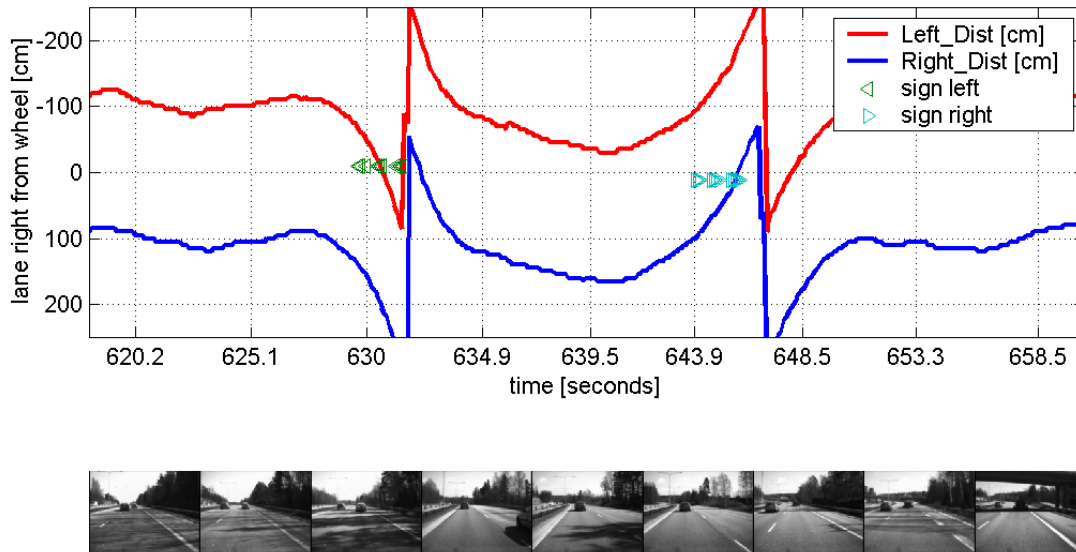 -200
-100
0
100
200
lane right from wheel [cm]
Left_Dist [cm]
Right_Dist [cm]
sign left
sign right
620.2 625.1 630 634.9 639.5 643.9 648.5 653.3 658.5
time [seconds]